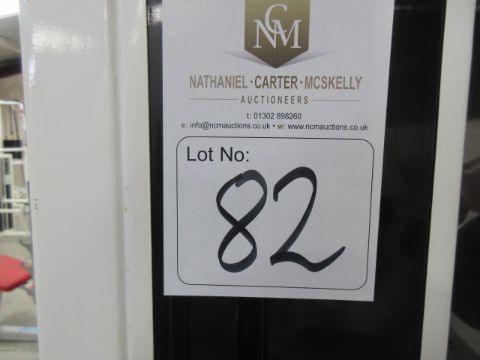 NCM
NATHANIEL · CARTER · MCSKELLY
AUCTIONEERS
t: 01302 898260
e: info@ncmauctions.co.uk • w: www.ncmauctions.co.uk
Lot No:
82